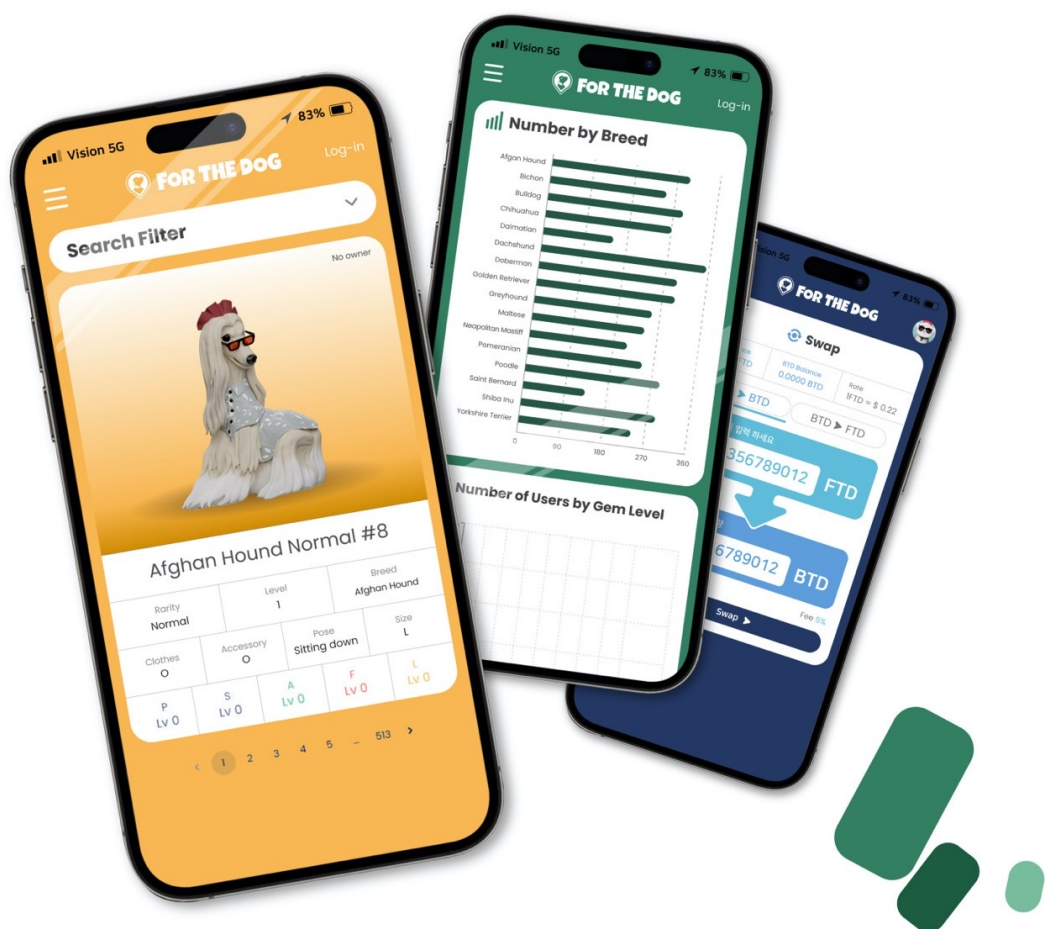 Vision 5G
83%
FOR THE DOG
Log-in
Search Filter
No owner
Afghan Hound Normal #8
Rarity
Normal
Level
1
Breed
Afghan Hound
Clothes
O
Accessory
O
Pose
Sitting down
Size
L
P
Lv 0
S
Lv 0
A
Lv 0
F
Lv 0
L
Lv 0
< 1 2 3 4 5 – 513 >
Vision 5G
83%
FOR THE DOG
Log-in
Number by Breed
Afgan Hound
Bichon
Bulldog
Chihuahua
Dalmatian
Dachshund
Doberman
Golden Retriever
Greyhound
Maltese
Neapolitan Mastiff
Pomeranian
Poodle
Saint Bernard
Shiba Inu
Yorkshire Terrier
0 90 180 270 360
Number of Users by Gem Level
5G
83%
FOR THE DOG
Swap
BTD Balance
0.0000 BTD
Rate
1FTD = $ 0.22
➤ BTD
BTD ➤ FTD
입력 하세요
356789012
FTD
6789012
BTD
Fee 5%
Swap ➤